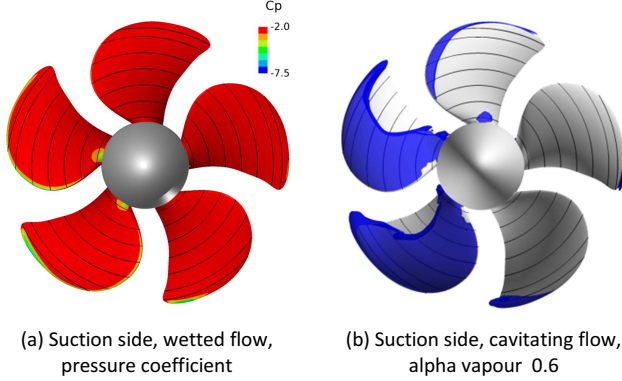 Cp
-2.0
-7.5
(a) Suction side, wetted flow,
pressure coefficient
(b) Suction side, cavitating flow,
alpha vapour 0.6